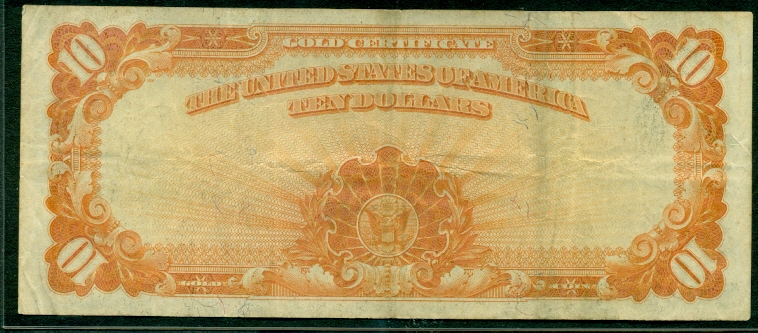 10 GOLD CERTIFICATE 10
THE UNITED STATES OF AMERICA
TEN DOLLARS
10 10